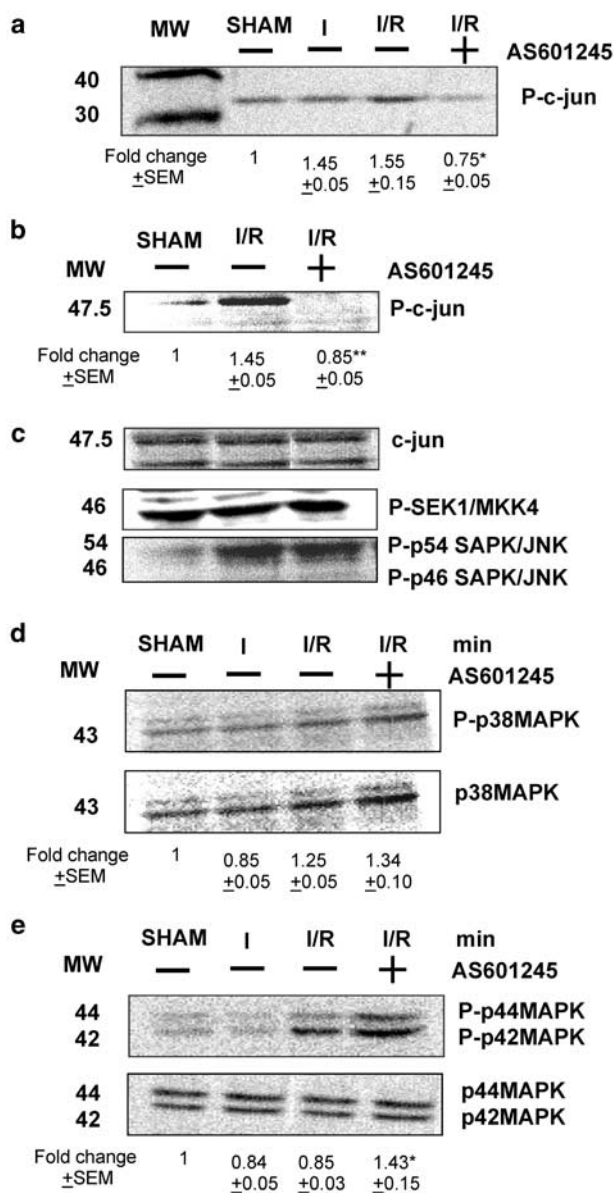 a
MW SHAM I I/R I/R
— — — + AS601245
40
30
P-c-jun
Fold change 1 1.45 1.55 0.75*
±SEM ±0.05 ±0.15 ±0.05
b
SHAM I/R I/R
MW — — + AS601245
47.5 P-c-jun
Fold change 1 1.45 0.85**
±SEM ±0.05 ±0.05
c
47.5 c-jun
46 P-SEK1/MKK4
54 P-p54 SAPK/JNK
46 P-p46 SAPK/JNK
d
SHAM I I/R I/R min
MW — — — + AS601245
43 P-p38MAPK
43 p38MAPK
Fold change 1 0.85 1.25 1.34
±SEM ±0.05 ±0.05 ±0.10
e
SHAM I I/R I/R min
MW — — — + AS601245
44 P-p44MAPK
42 P-p42MAPK
44 p44MAPK
42 p42MAPK
Fold change 1 0.84 0.85 1.43*
±SEM ±0.05 ±0.03 ±0.15